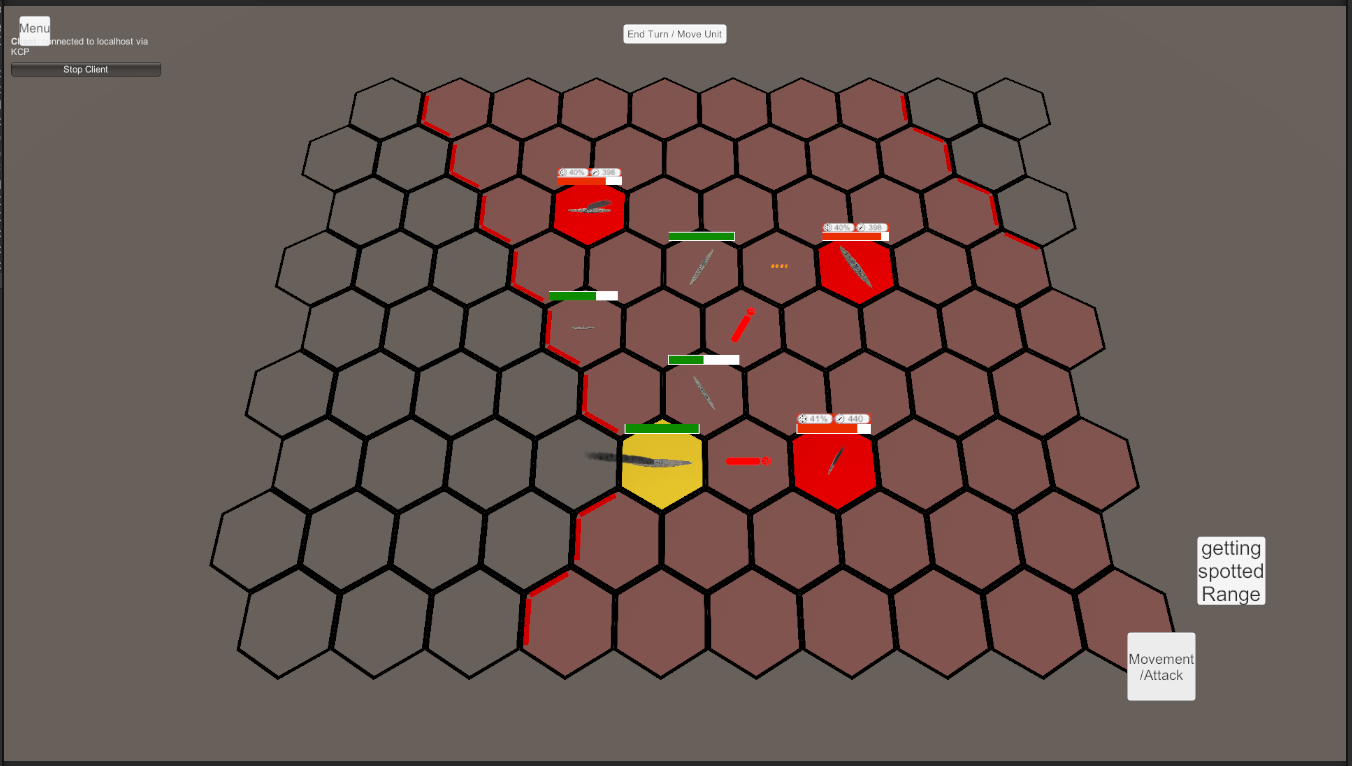 Menu
connected to localhost via
KCP
Stop Client
End Turn / Move Unit
40% 398
40% 398
41% 440
getting
spotted
Range
Movement
/Attack